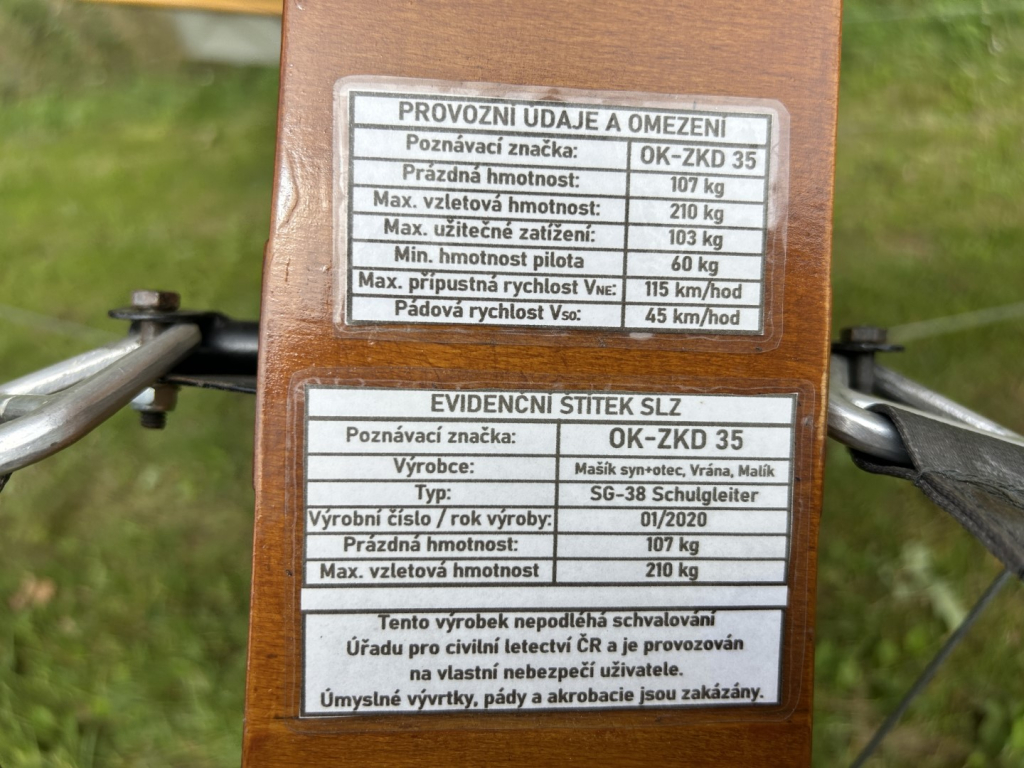 PROVOZNÍ ÚDAJE A OMEZENÍ
Poznávací značka: OK-ZKD 35
Prázdná hmotnost: 107 kg
Max. vzletová hmotnost: 210 kg
Max. užitečné zatížení: 103 kg
Min. hmotnost pilota 60 kg
Max. přípustná rychlost VNE: 115 km/hod
Pádová rychlost Vso: 45 km/hod
EVIDENČNÍ ŠTÍTEK SLZ
Poznávací značka: OK-ZKD 35
Výrobce: Mašík syn+otec, Vrána, Malík
Typ: SG-38 Schulgleiter
Výrobní číslo / rok výroby: 01/2020
Prázdná hmotnost: 107 kg
Max. vzletová hmotnost 210 kg
Tento výrobek nepodléhá schvalování
Úřadu pro civilní letectví ČR a je provozován
na vlastní nebezpečí uživatele.
Úmyslné vývrtky, pády a akrobacie jsou zakázány.